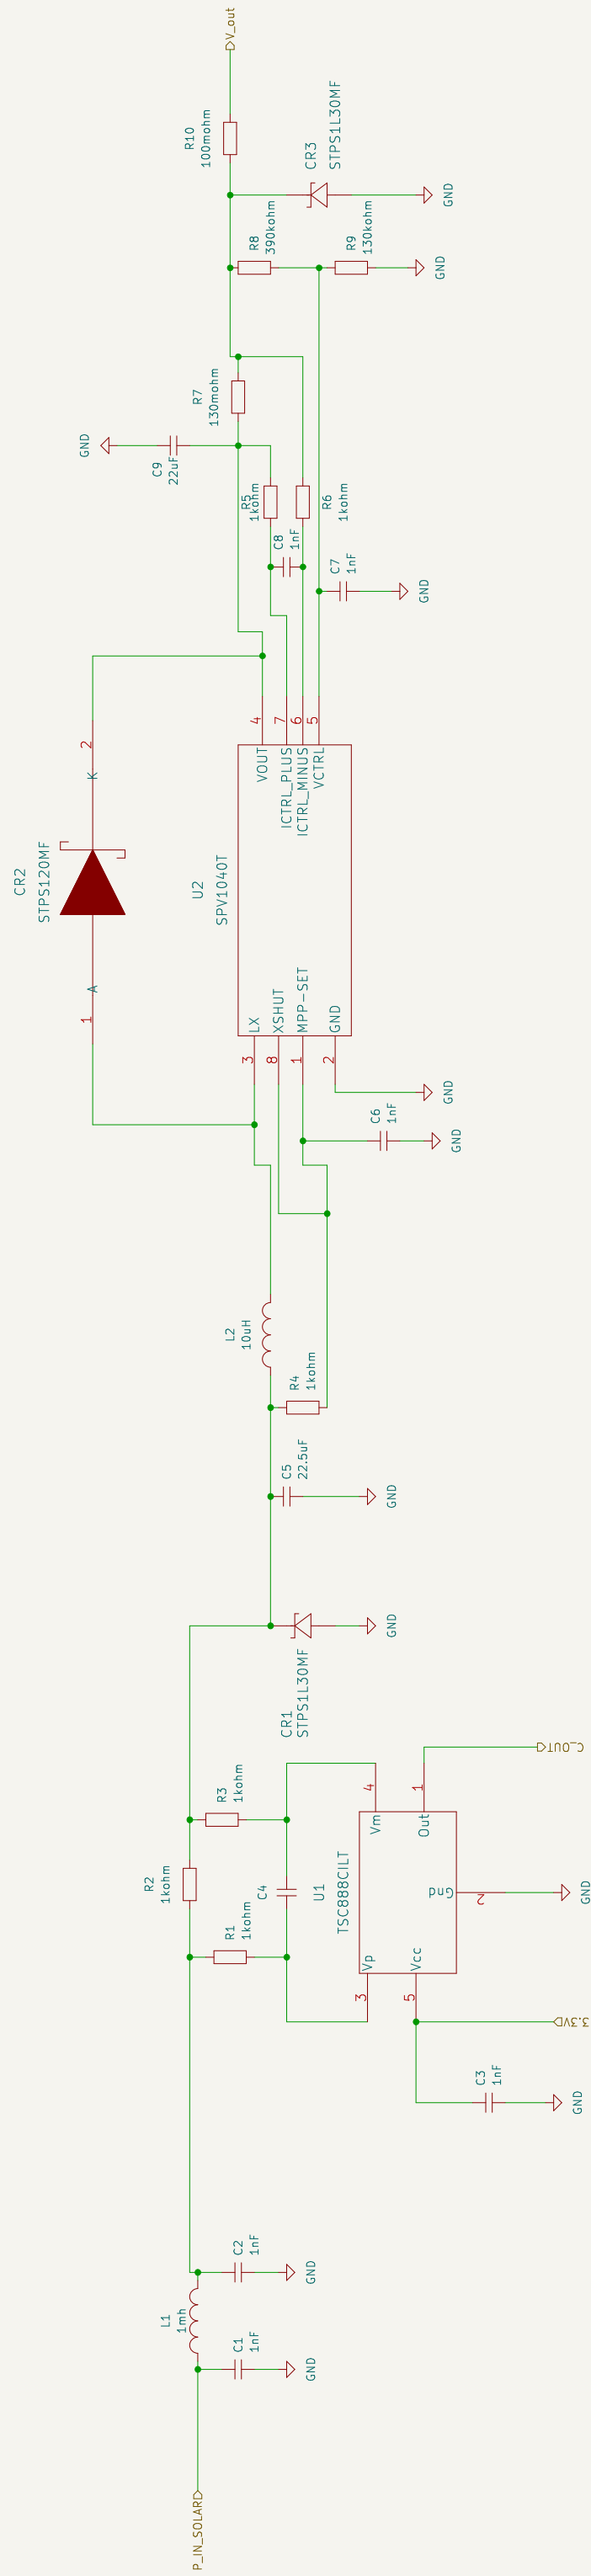 V_out
R10
100mohm
CR3
STPS1L30MF
GND
R8
390kohm
R9
130kohm
GND
R7
130mohm
GND
C9
22uF
R5
1kohm
R6
1kohm
C8
1nF
C7
1nF
GND
4
7
6
5
VOUT
ICTRL_PLUS
ICTRL_MINUS
VCTRL
2
K
CR2
STPS120MF
A
1
U2
SPV1040T
LX
XSHUT
MPP-SET
GND
3
8
1
2
GND
C6
1nF
GND
L2
10uH
R4
1kohm
C5
22.5uF
GND
CR1
STPS1L30MF
GND
C_OUT
R3
1kohm
4
1
Vm
Out
R2
1kohm
C4
U1
TSC888CILT
Gnd
2
GND
R1
1kohm
Vp
Vcc
3
5
3.3V
C3
1nF
GND
C2
1nF
GND
L1
1mh
C1
1nF
GND
P_IN_SOLAR